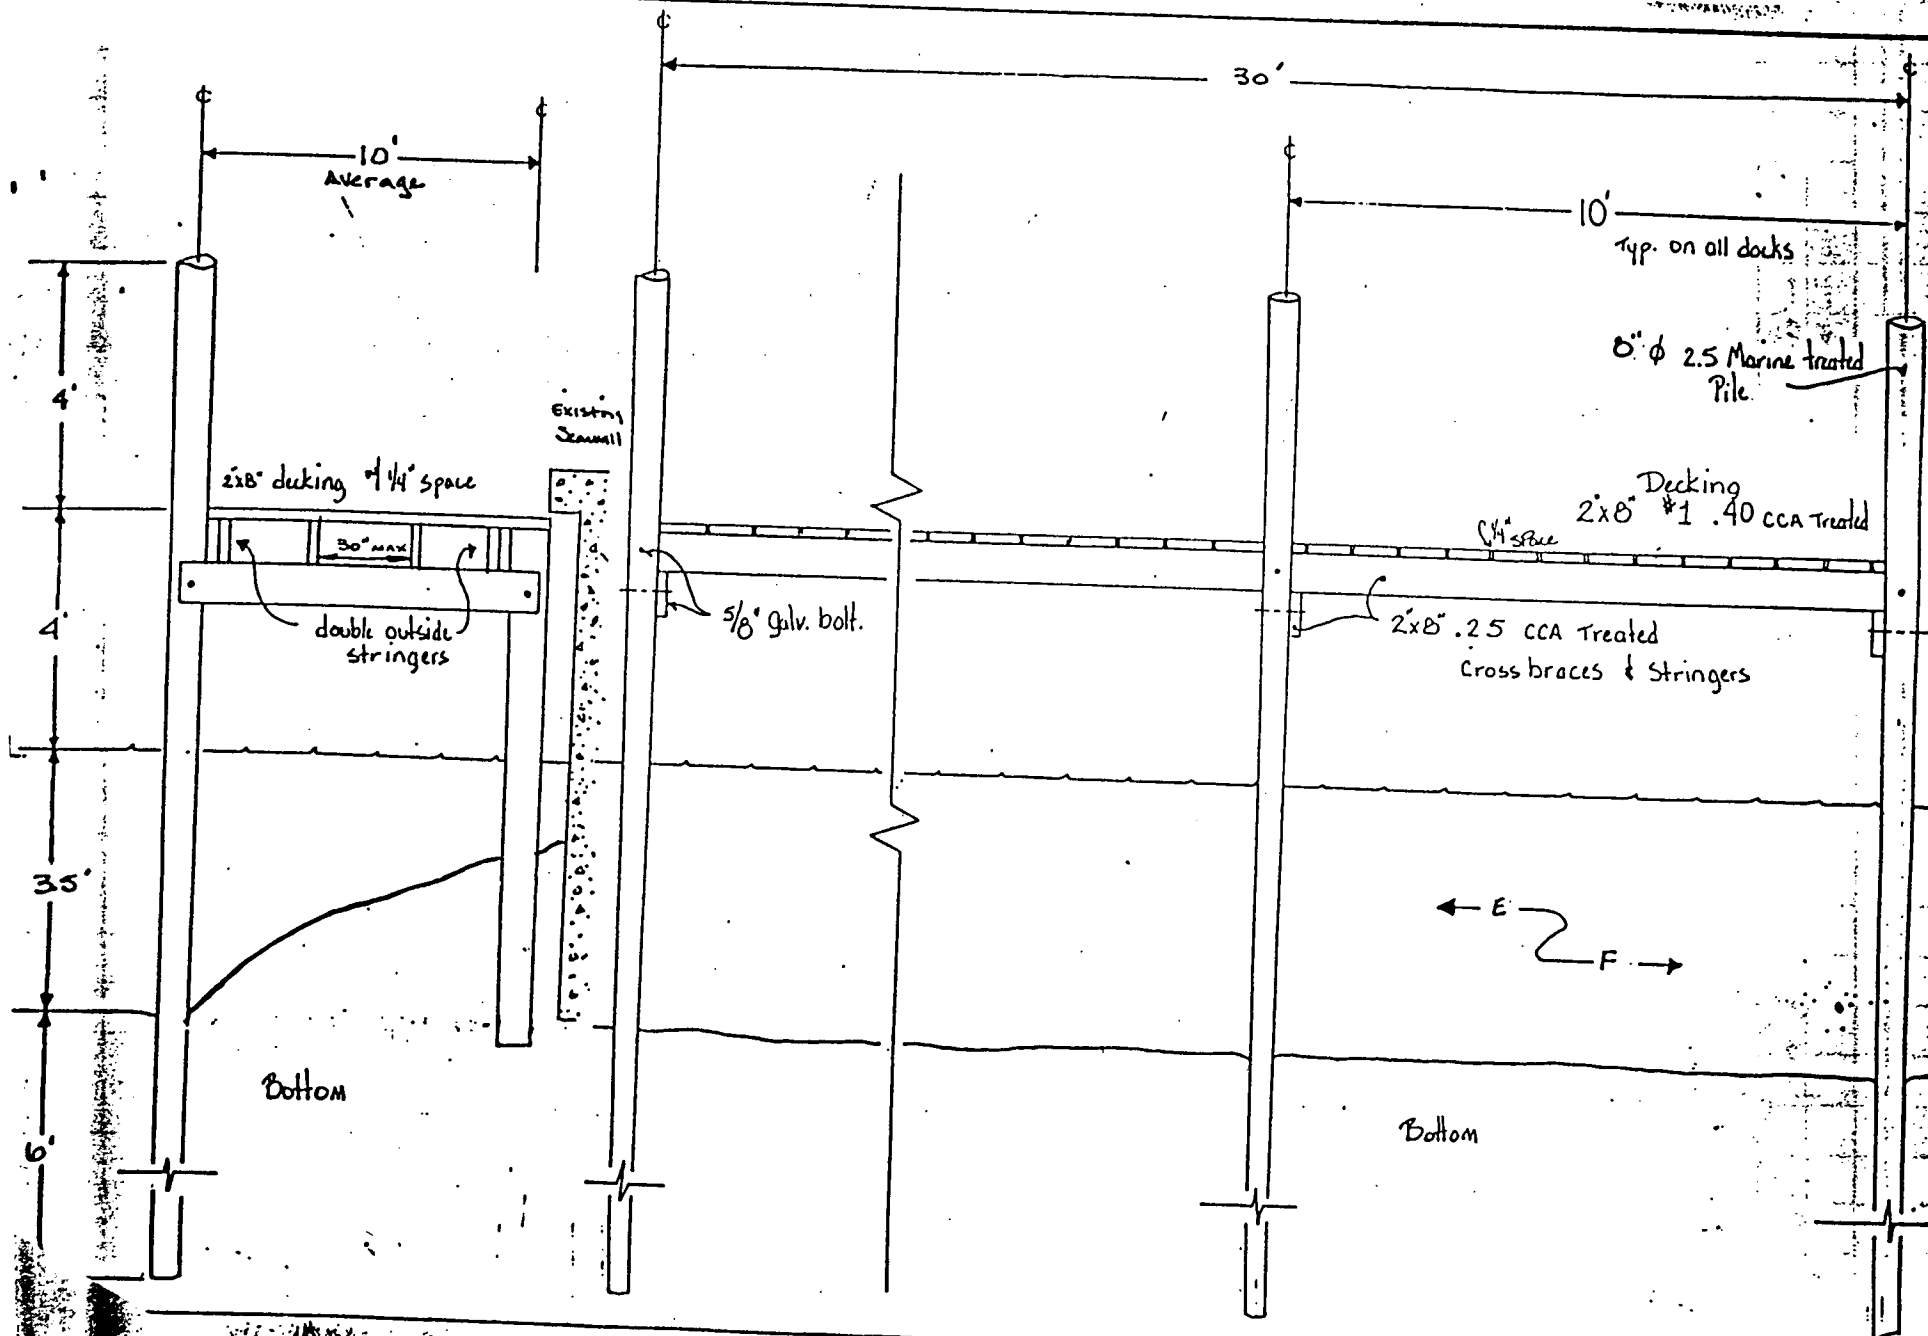 ℄
℄
℄
℄
℄
30'
10'
Average
10'
Typ. on all docks
8" ϕ 2.5 Marine treated
Pile
4'
Existing
Seawall
2"x8" decking w/ 1/4" space
Decking
2"x8" #1 .40 CCA Treated
1/4" space
30" MAX
4'
double outside
stringers
5/8" galv. bolt.
2"x8" .25 CCA Treated
Cross braces & Stringers
3.5'
E
F
Bottom
Bottom
6'